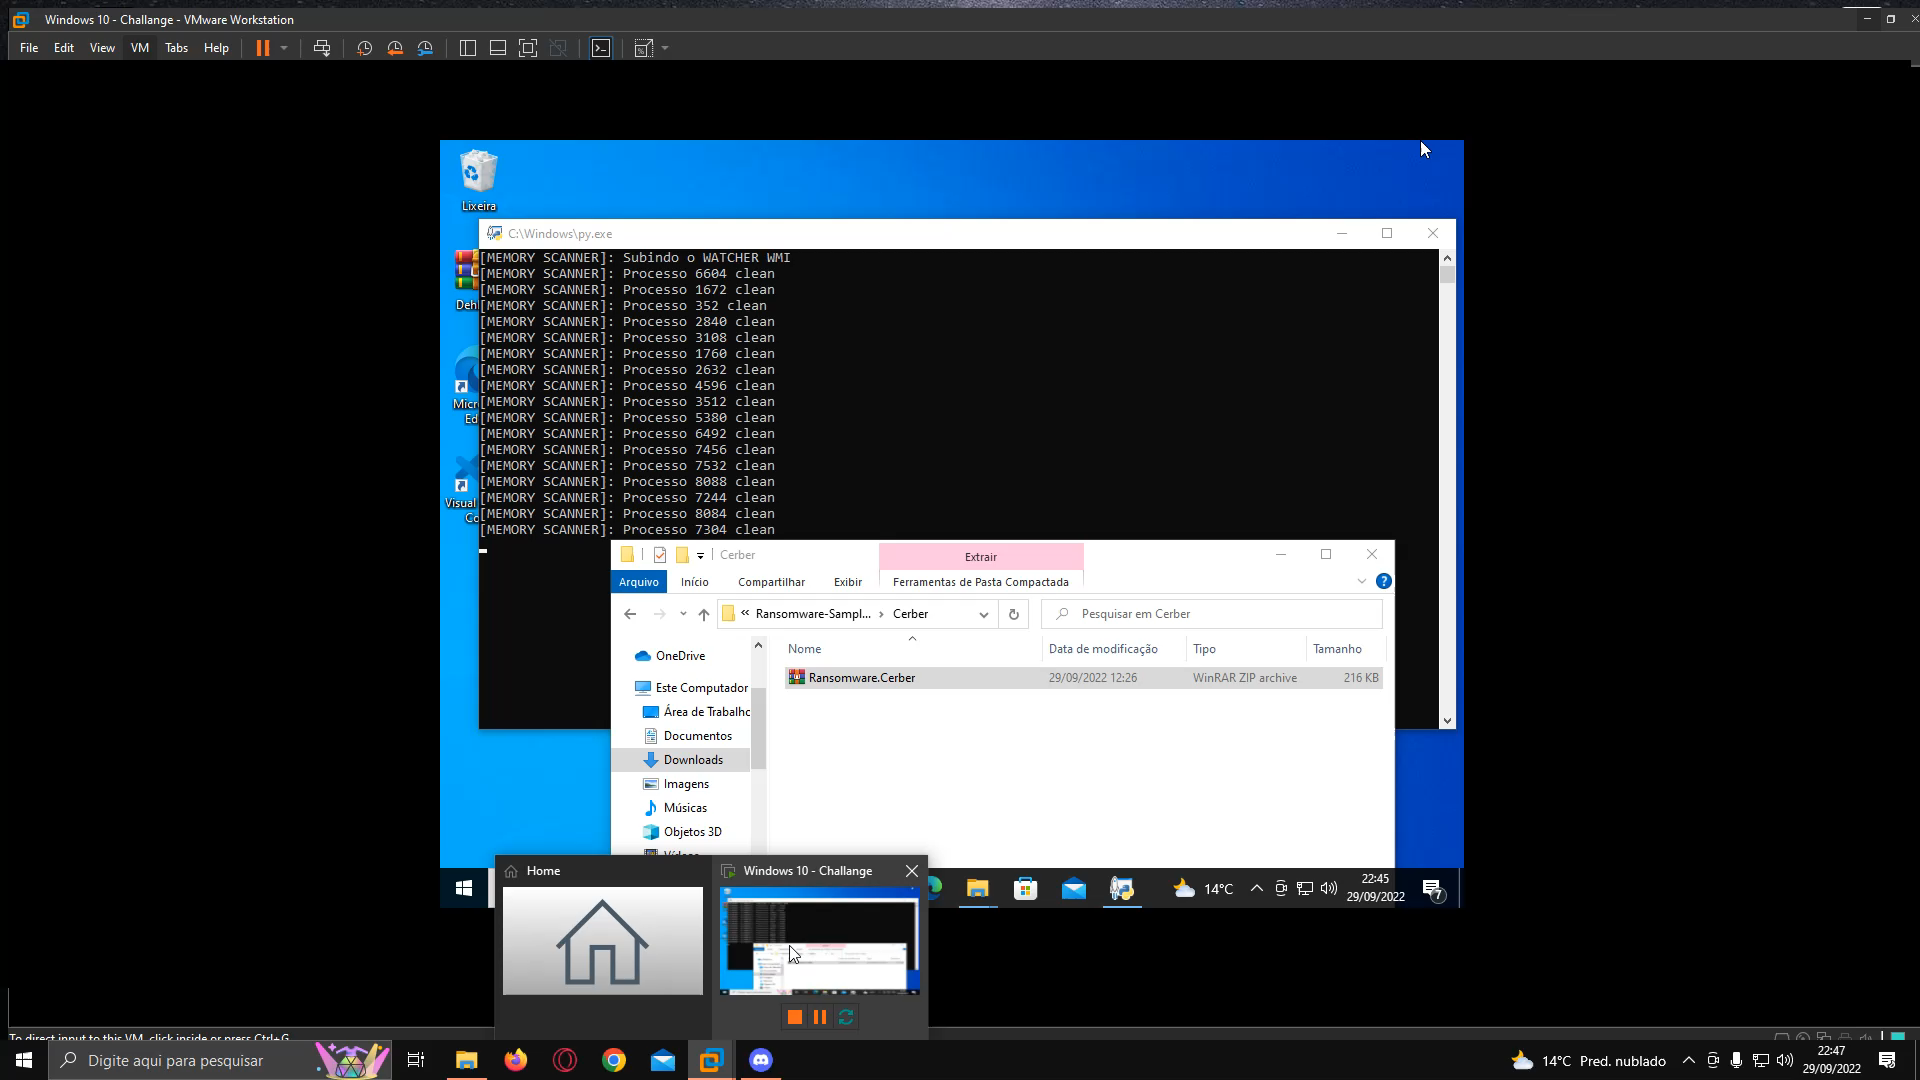 Windows 10 - Challange - VMware Workstation
File Edit View VM Tabs Help
Lixeira
C:\Windows\py.exe
[MEMORY SCANNER]: Subindo o WATCHER WMI
[MEMORY SCANNER]: Processo 6604 clean
[MEMORY SCANNER]: Processo 1672 clean
[MEMORY SCANNER]: Processo 352 clean
[MEMORY SCANNER]: Processo 2840 clean
[MEMORY SCANNER]: Processo 3108 clean
[MEMORY SCANNER]: Processo 1760 clean
[MEMORY SCANNER]: Processo 2632 clean
[MEMORY SCANNER]: Processo 4596 clean
[MEMORY SCANNER]: Processo 3512 clean
[MEMORY SCANNER]: Processo 5380 clean
[MEMORY SCANNER]: Processo 6492 clean
[MEMORY SCANNER]: Processo 7456 clean
[MEMORY SCANNER]: Processo 7532 clean
[MEMORY SCANNER]: Processo 8088 clean
[MEMORY SCANNER]: Processo 7244 clean
[MEMORY SCANNER]: Processo 8084 clean
[MEMORY SCANNER]: Processo 7304 clean
Deh
Micr
Ed
Visual
Co
Cerber
Extrair
Arquivo Início Compartilhar Exibir Ferramentas de Pasta Compactada
« Ransomware-Sampl... › Cerber
Pesquisar em Cerber
Nome Data de modificação Tipo Tamanho
Ransomware.Cerber 29/09/2022 12:26 WinRAR ZIP archive 216 KB
OneDrive
Este Computador
Área de Trabalho
Documentos
Downloads
Imagens
Músicas
Objetos 3D
Home
Windows 10 - Challange
14°C
22:45
29/09/2022
7
To direct input to this VM, click inside or press Ctrl+G.
Digite aqui para pesquisar
14°C Pred. nublado
22:47
29/09/2022